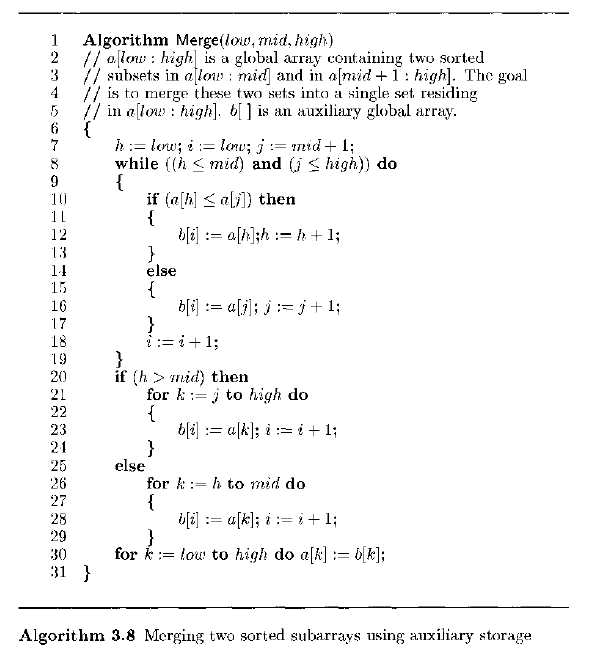 1 Algorithm Merge(low, mid, high)
2 // a[low : high] is a global array containing two sorted
3 // subsets in a[low : mid] and in a[mid + 1 : high]. The goal
4 // is to merge these two sets into a single set residing
5 // in a[low : high]. b[ ] is an auxiliary global array.
6 {
7 h := low; i := low; j := mid + 1;
8 while ((h ≤ mid) and (j ≤ high)) do
9 {
10 if (a[h] ≤ a[j]) then
11 {
12 b[i] := a[h];h := h + 1;
13 }
14 else
15 {
16 b[i] := a[j]; j := j + 1;
17 }
18 i := i + 1;
19 }
20 if (h > mid) then
21 for k := j to high do
22 {
23 b[i] := a[k]; i := i + 1;
24 }
25 else
26 for k := h to mid do
27 {
28 b[i] := a[k]; i := i + 1;
29 }
30 for k := low to high do a[k] := b[k];
31 }
Algorithm 3.8 Merging two sorted subarrays using auxiliary storage